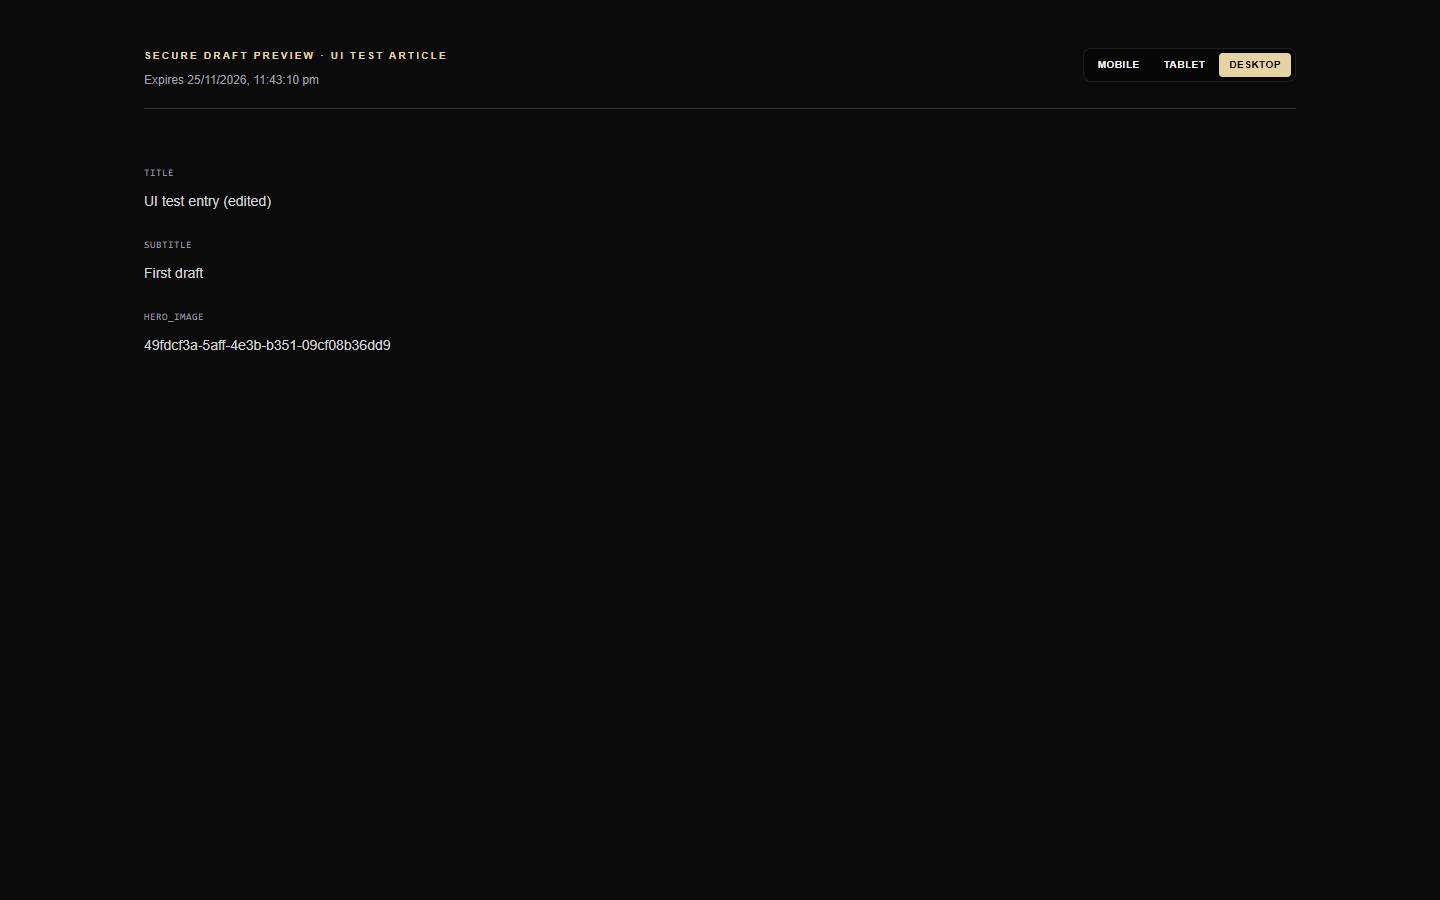 SECURE DRAFT PREVIEW · UI TEST ARTICLE
Expires 25/11/2026, 11:43:10 pm
MOBILE TABLET DESKTOP
TITLE
UI test entry (edited)
SUBTITLE
First draft
HERO_IMAGE
49fdcf3a-5aff-4e3b-b351-09cf08b36dd9